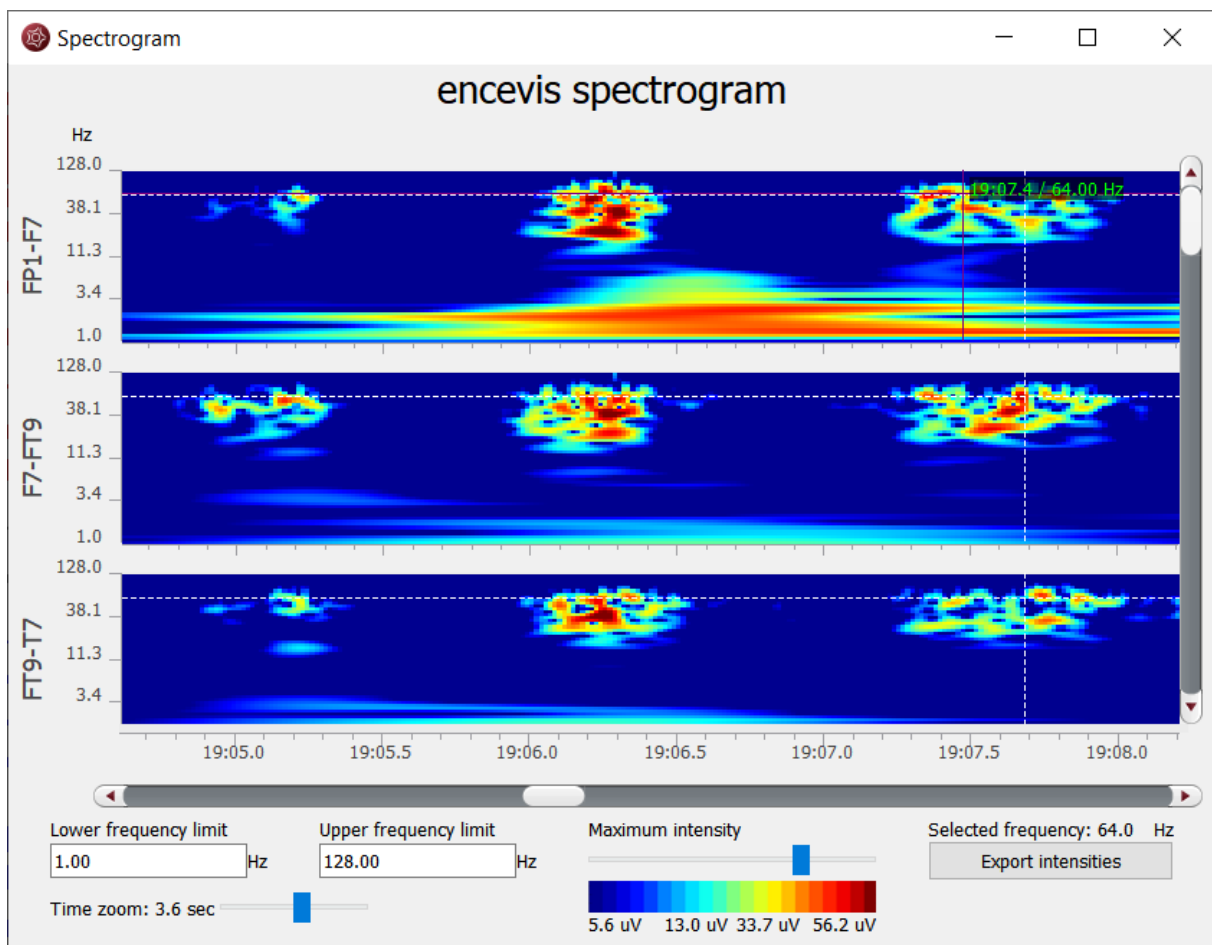 Spectrogram
encevis spectrogram
Hz
128.0
38.1
11.3
3.4
1.0
FP1-F7
19:07.4 / 64.00 Hz
128.0
38.1
11.3
3.4
1.0
F7-FT9
128.0
38.1
11.3
3.4
FT9-T7
19:05.0 19:05.5 19:06.0 19:06.5 19:07.0 19:07.5 19:08.0
Lower frequency limit Upper frequency limit Maximum intensity Selected frequency: 64.0 Hz
1.00 Hz 128.00 Hz Export intensities
Time zoom: 3.6 sec
5.6 uV 13.0 uV 33.7 uV 56.2 uV